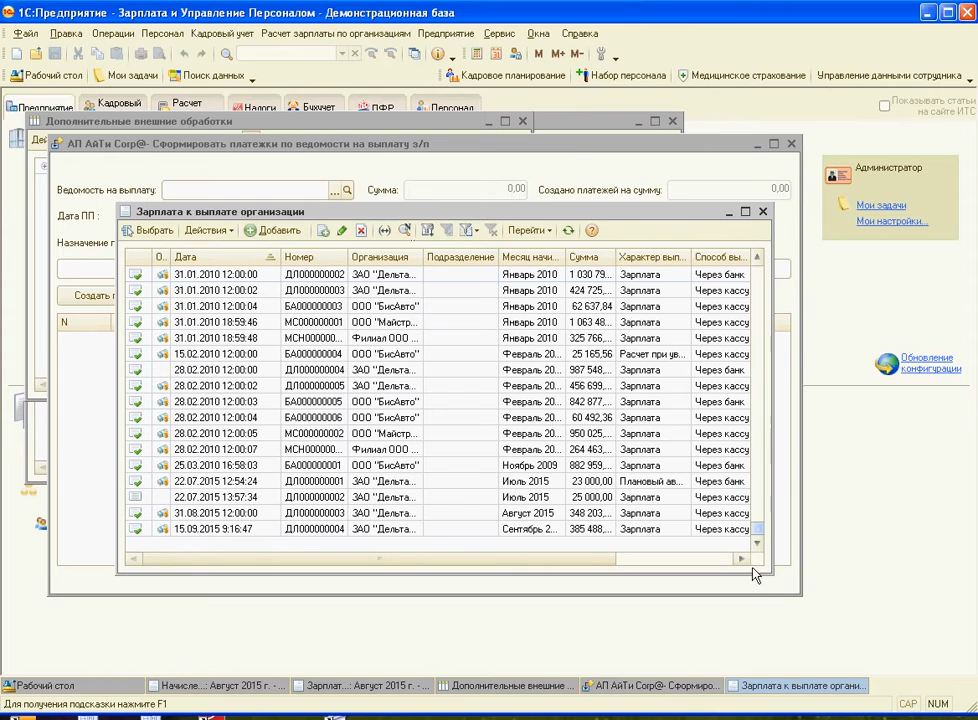 1С:Предприятие - Зарплата и Управление Персоналом - Демонстрационная база
Файл Правка Операции Персонал Кадровый учет Расчет зарплаты по организациям Предприятие Сервис Окна Справка
M M+ M-
Рабочий стол Мои задачи Поиск данных Кадровое планирование Набор персонала Медицинское страхование Управление данными сотрудника
Предприятие Кадровый Расчет Налоги Бухучет ПФР Персонал
Показывать статьи
на сайте ИТС
Дополнительные внешние обработки
АП АйТи Corp@- Сформировать платежки по ведомости на выплату з/п
Администратор
Мои задачи
Мои настройки...
Ведомость на выплату: ... Сумма: 0,00 Создано платежей на сумму: 0,00
Дата ПП :
Назначение п
Создать п
N
Зарплата к выплате организации
Выбрать Действия Добавить Перейти
О.. Дата Номер Организация Подразделение Месяц начи... Сумма Характер вып... Способ вы...
31.01.2010 12:00:00 ДП000000002 ЗАО "Дельта... Январь 2010 1 030 79... Зарплата Через банк
31.01.2010 12:00:02 ДП000000003 ЗАО "Дельта... Январь 2010 424 725,... Зарплата Через кассу
31.01.2010 12:00:04 БА000000003 ООО "БисАвто" Январь 2010 62 637,84 Зарплата Через кассу
31.01.2010 18:59:46 МС000000001 ООО "Майстр... Январь 2010 1 063 48... Зарплата Через кассу
31.01.2010 18:59:48 МСН000000... Филиал ООО ... Январь 2010 325 766,... Зарплата Через кассу
15.02.2010 12:00:00 БА000000004 ООО "БисАвто" Февраль 20... 25 165,56 Расчет при ув... Через кассу
28.02.2010 12:00:00 ДП000000004 ЗАО "Дельта... Февраль 20... 987 548,... Зарплата Через банк
28.02.2010 12:00:02 ДП000000005 ЗАО "Дельта... Февраль 20... 456 699,... Зарплата Через кассу
28.02.2010 12:00:03 БА000000005 ООО "БисАвто" Февраль 20... 842 877,... Зарплата Через банк
28.02.2010 12:00:04 БА000000006 ООО "БисАвто" Февраль 20... 60 492,36 Зарплата Через кассу
28.02.2010 12:00:05 МС000000002 ООО "Майстр... Февраль 20... 950 025,... Зарплата Через кассу
28.02.2010 12:00:07 МСН000000... Филиал ООО ... Февраль 20... 264 463,... Зарплата Через кассу
25.03.2010 16:58:03 БА000000001 ООО "БисАвто" Ноябрь 2009 882 959,... Зарплата Через банк
22.07.2015 12:54:24 ДП000000001 ЗАО "Дельта... Июль 2015 23 000,00 Плановый ав... Через банк
22.07.2015 13:57:34 ДП000000002 ЗАО "Дельта... Июль 2015 25 000,00 Зарплата Через кассу
31.08.2015 12:00:00 ДП000000003 ЗАО "Дельта... Август 2015 348 203,... Зарплата Через кассу
15.09.2015 9:16:47 ДП000000004 ЗАО "Дельта... Сентябрь 2... 385 488,... Зарплата Через кассу
Обновление
конфигурации
Рабочий стол Начисле...: Август 2015 г. - ... Зарплат...: Август 2015 г. - ... Дополнительные внешние ... АП АйТи Corp@- Сформиро... Зарплата к выплате органи...
Для получения подсказки нажмите F1 CAP NUM